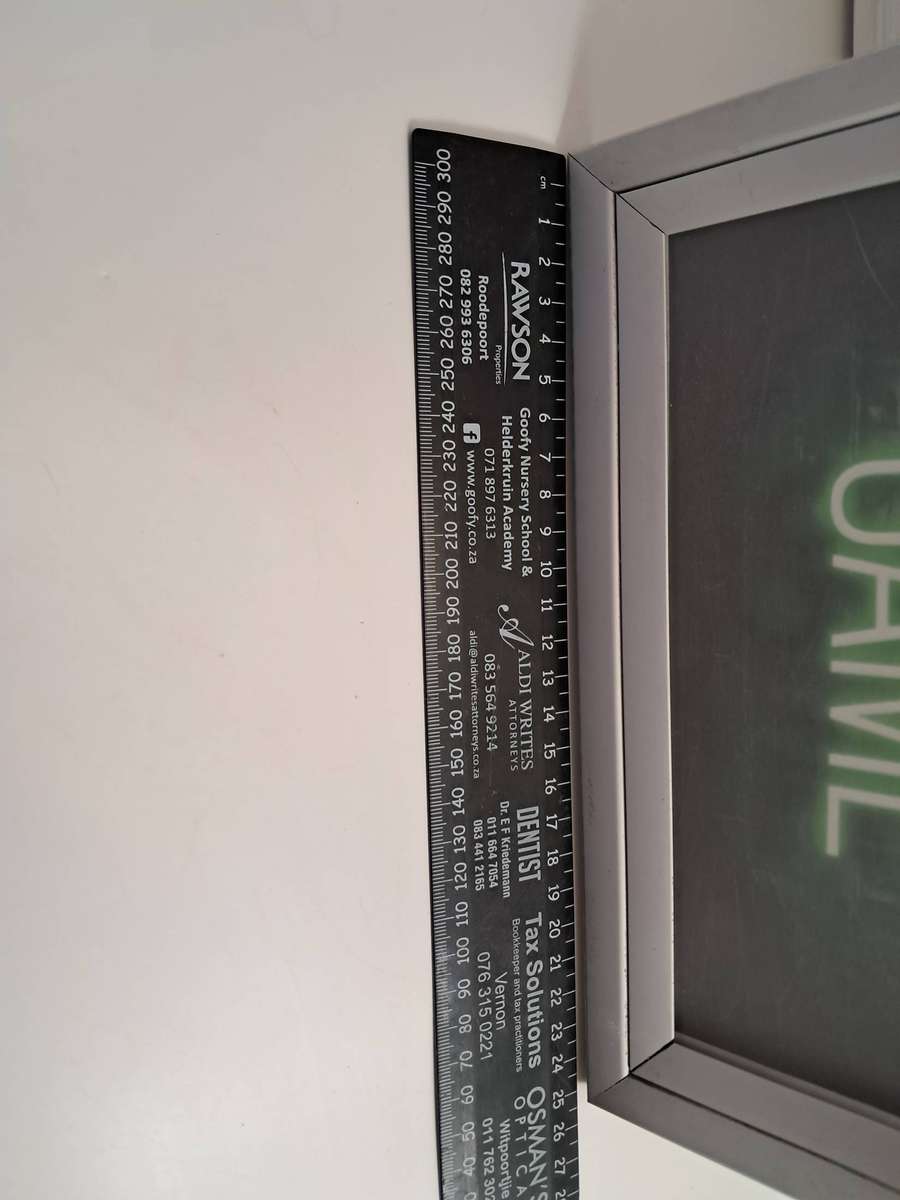 cm 1 2 3 4 5 6 7 8 9 10 11 12 13 14 15 16 17 18 19 20 21 22 23 24 25 26 27
RAWSON
Properties
Roodepoort
082 993 6306
Goofy Nursery School &
Helderkruin Academy
071 897 6313
www.goofy.co.za
ALDI WRITES
ATTORNEYS
083 564 9214
aldi@aldiwritesattorneys.co.za
DENTIST
Dr. E F Kriedemann
011 664 7054
083 441 2165
Tax Solutions
Bookkeeper and tax practitioners
Vernon
076 315 0221
OSMAN'S
OPTICA
Witpoortjie
011 762 30
300 290 280 270 260 250 240 230 220 210 200 190 180 170 160 150 140 130 120 110 100 90 80 70 60 50 40 30